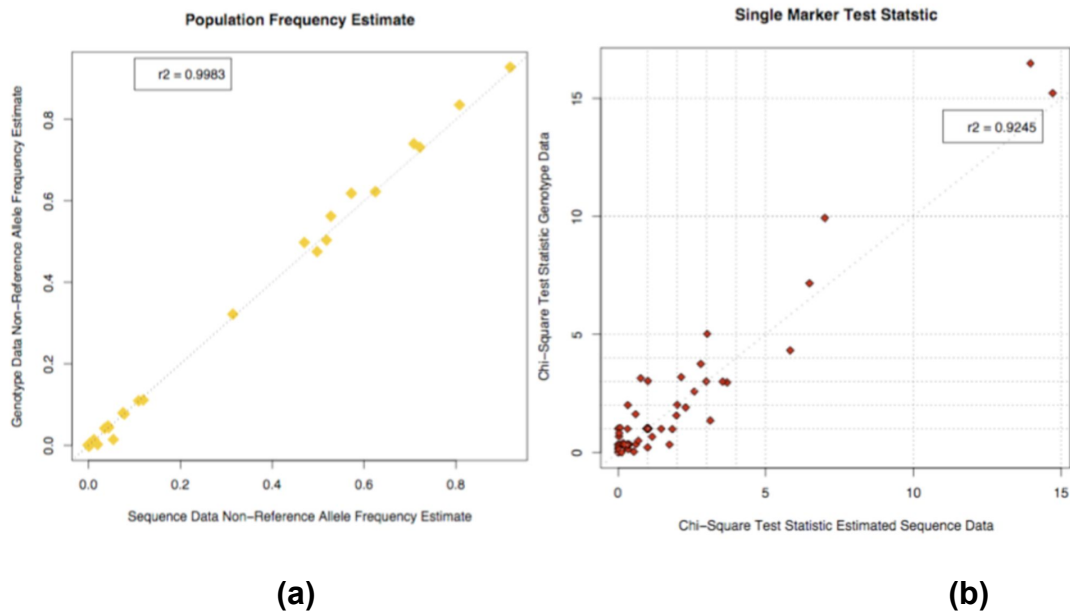 Population Frequency Estimate
r2 = 0.9983
Genotype Data Non-Reference Allele Frequency Estimate
0.8
0.6
0.4
0.2
0.0
0.0 0.2 0.4 0.6 0.8
Sequence Data Non-Reference Allele Frequency Estimate
(a)
Single Marker Test Statstic
r2 = 0.9245
Chi-Square Test Statistic Genotype Data
15
10
5
0
0 5 10 15
Chi-Square Test Statistic Estimated Sequence Data
(b)